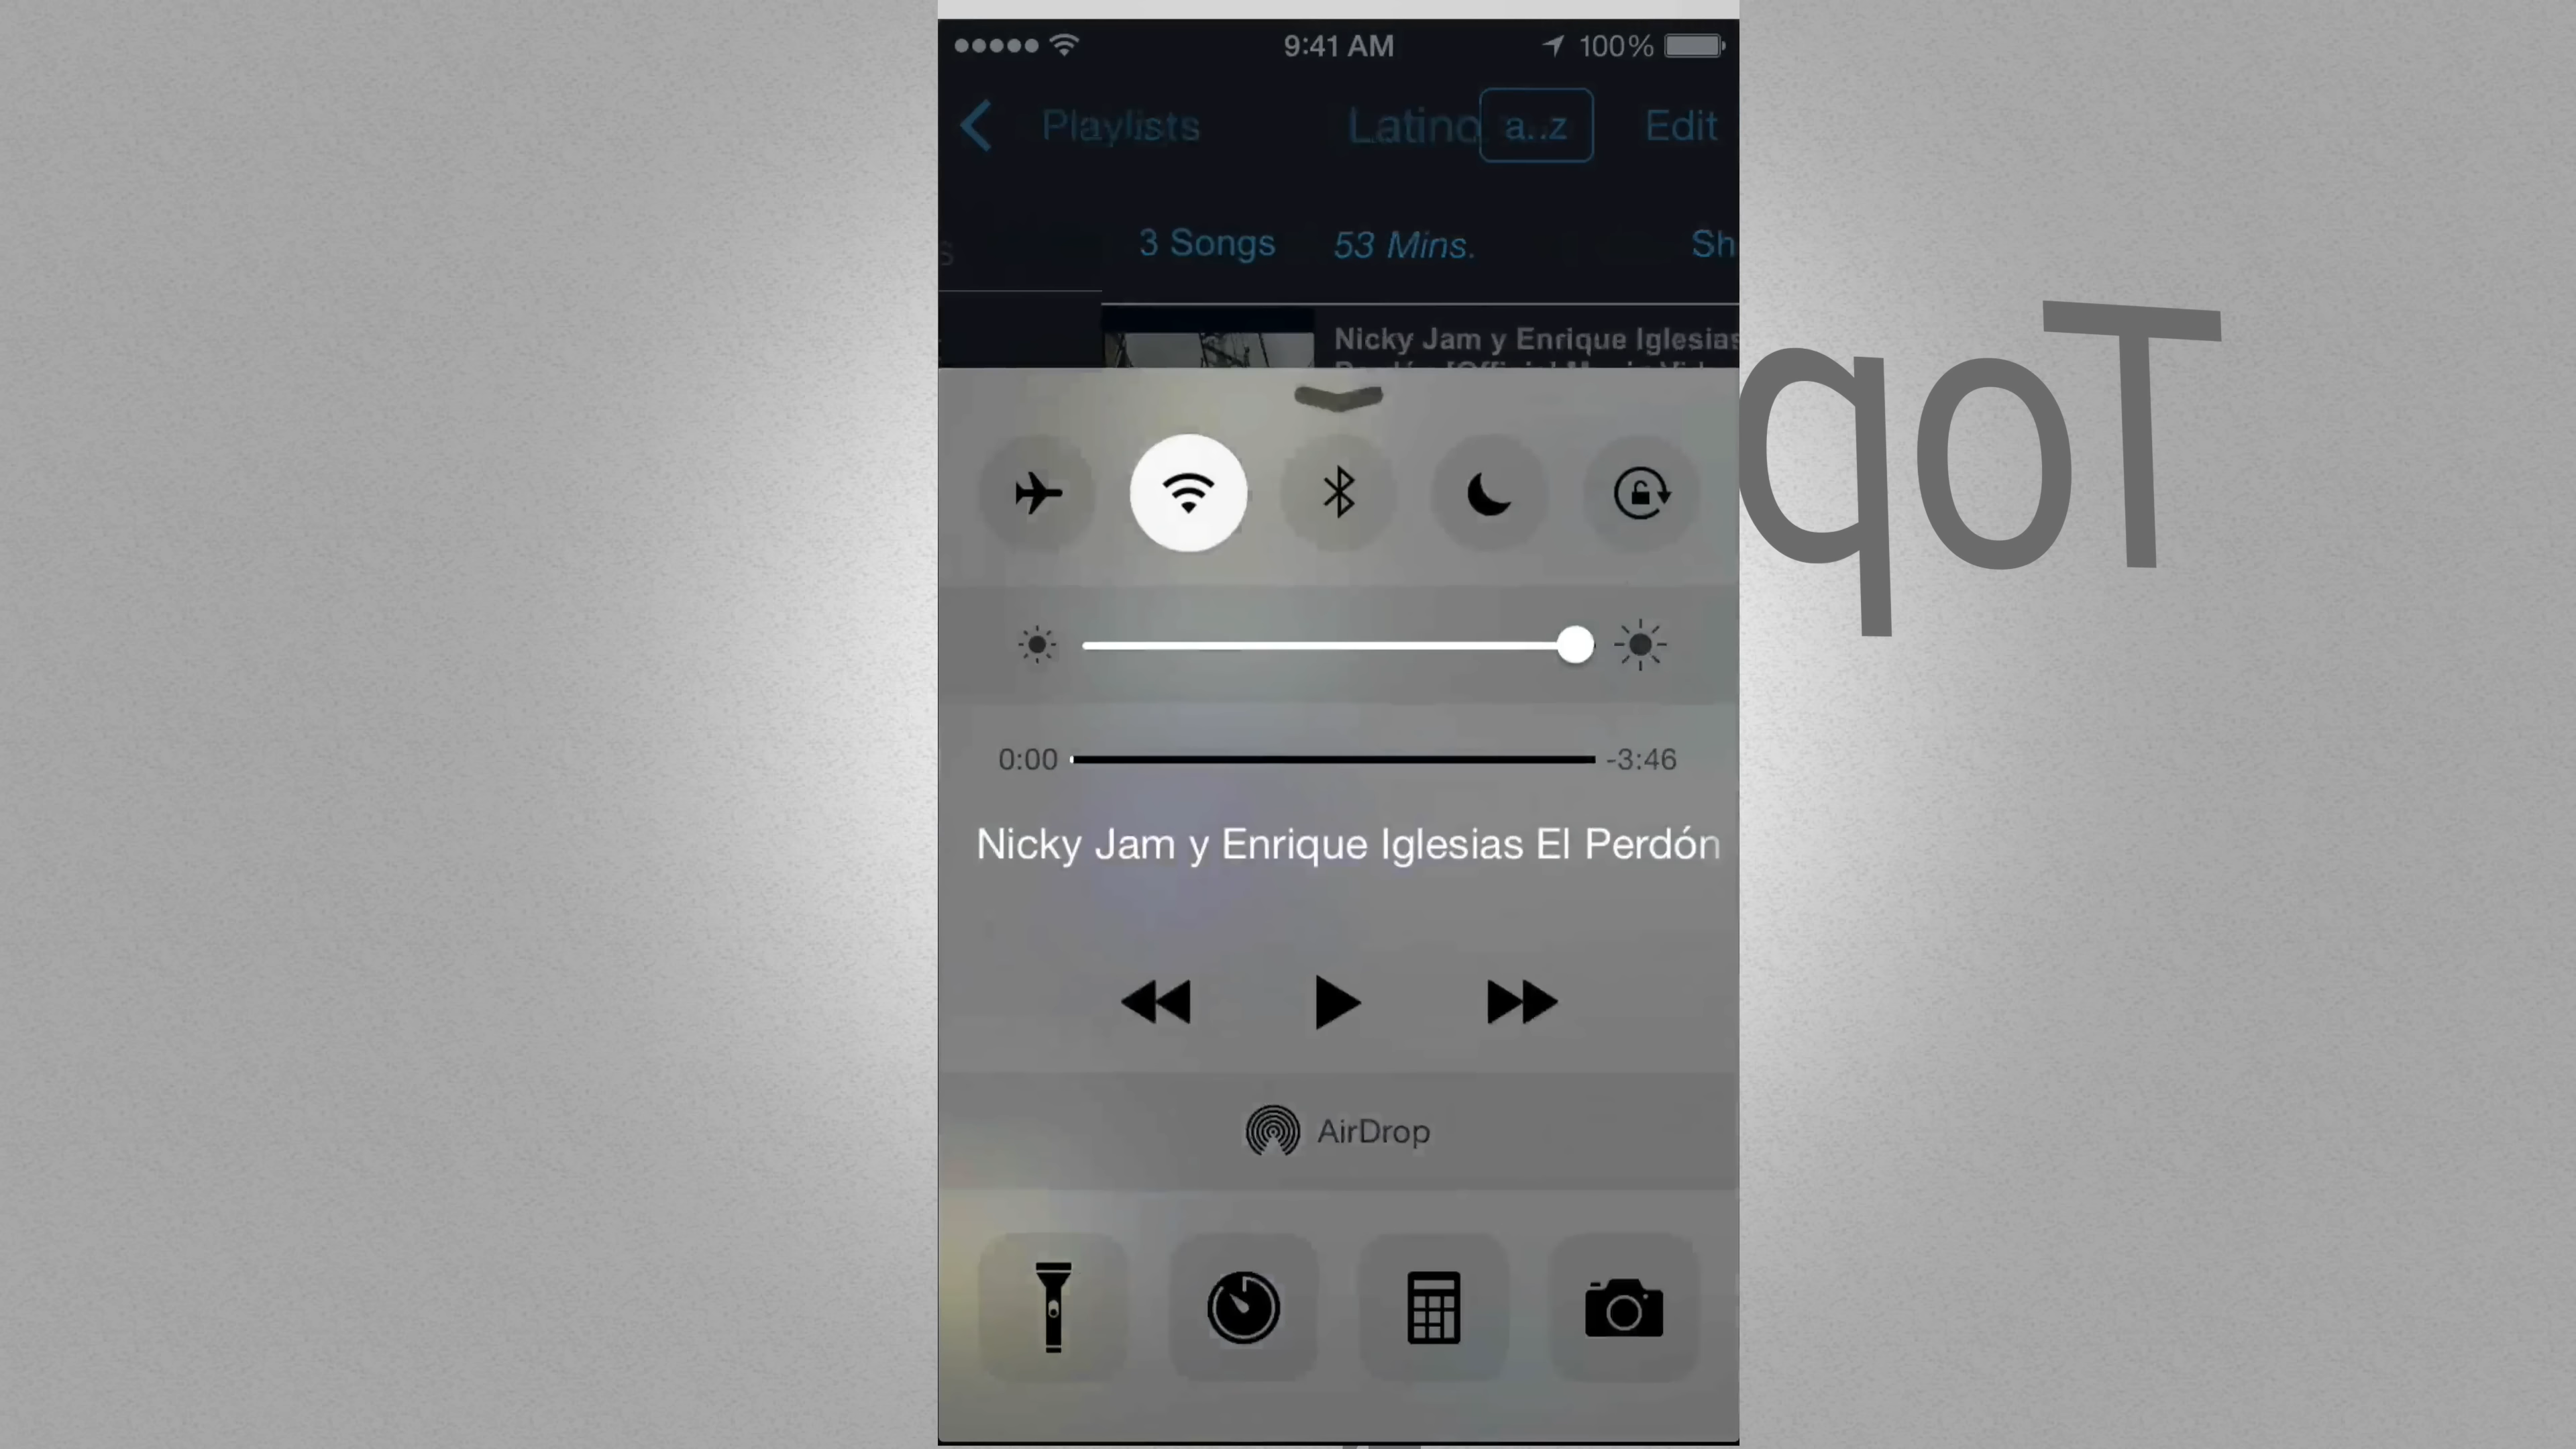 9:41 AM 100%
Playlists Latino a..z Edit
3 Songs 53 Mins. Sh
Nicky Jam y Enrique Iglesias
0:00 -3:46
Nicky Jam y Enrique Iglesias El Perdón
AirDrop
Top